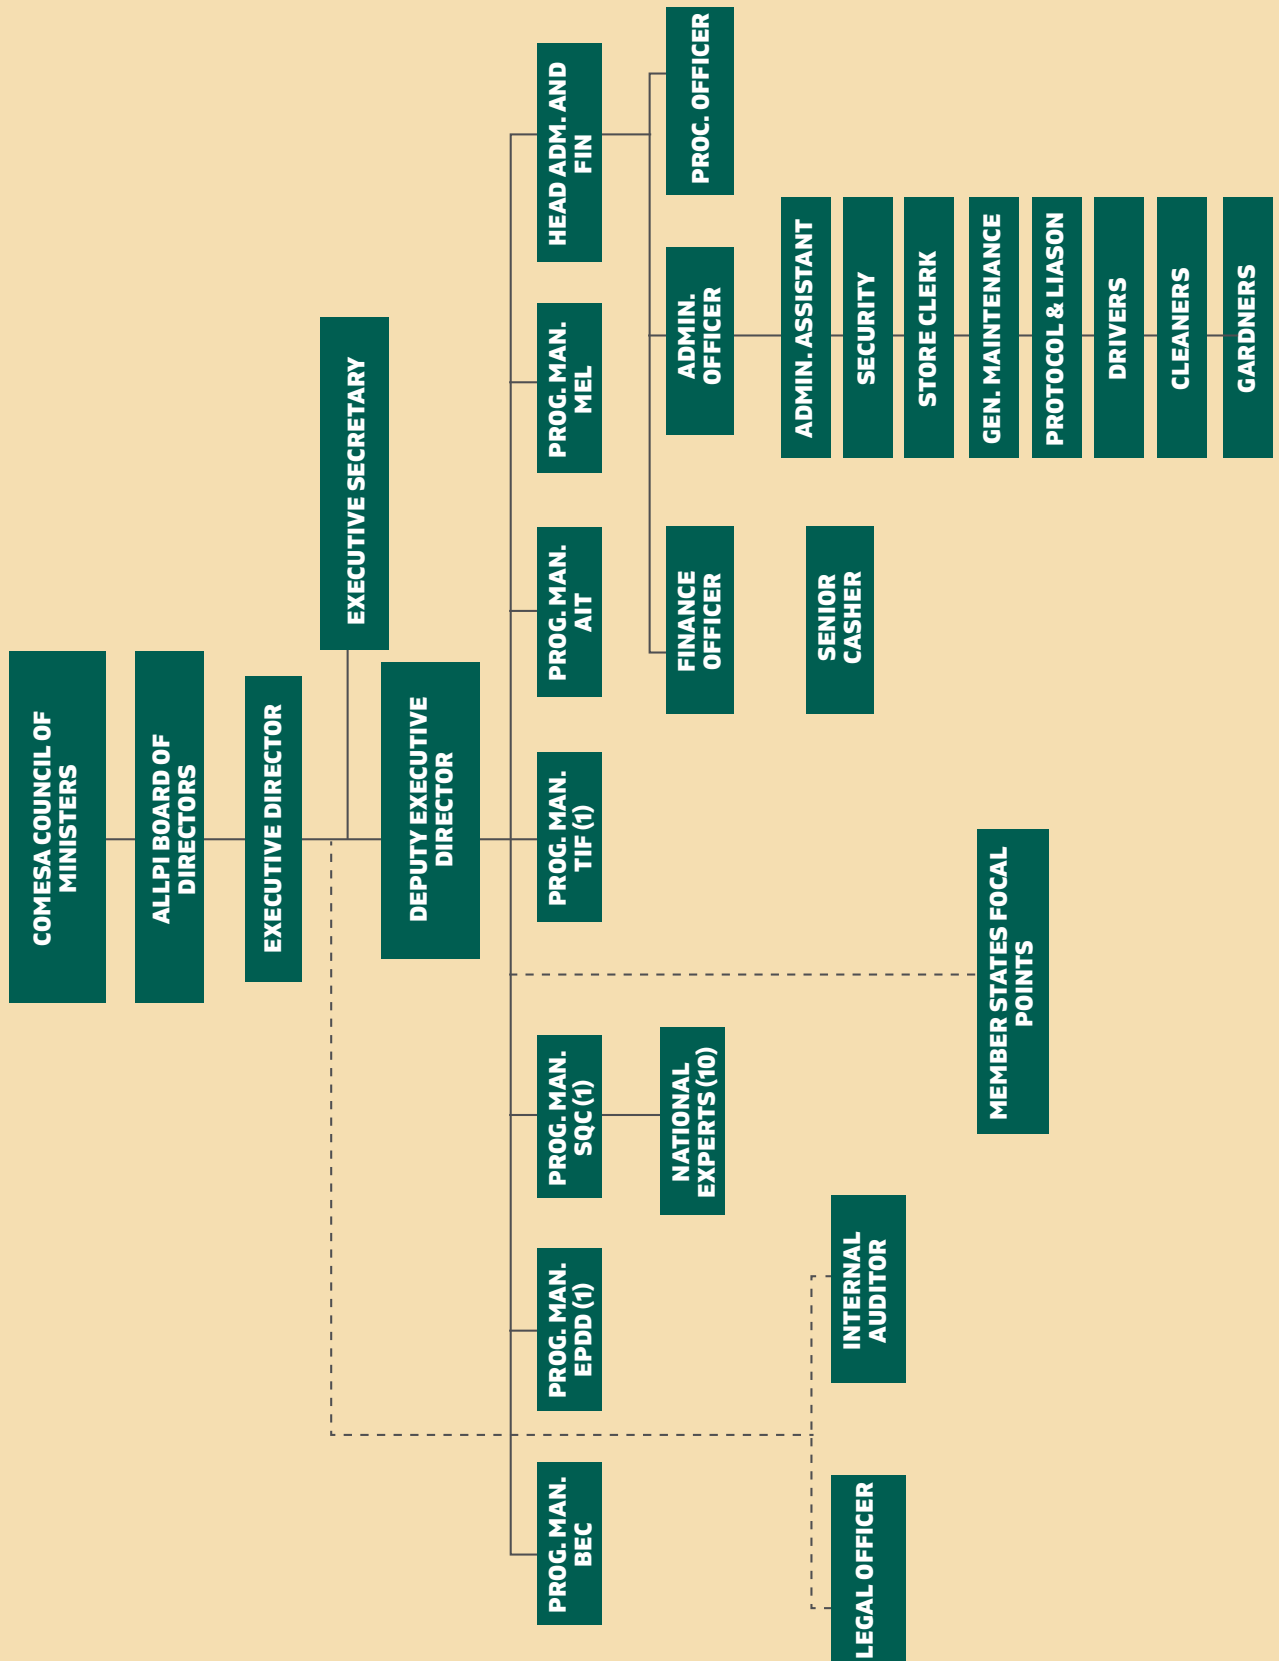 COMESA COUNCIL OF
MINISTERS
ALLPI BOARD OF
DIRECTORS
EXECUTIVE DIRECTOR
EXECUTIVE SECRETARY
DEPUTY EXECUTIVE
DIRECTOR
PROG. MAN.
BEC
PROG. MAN.
EPDD (1)
PROG. MAN.
SQC (1)
PROG. MAN.
TIF (1)
PROG. MAN.
AIT
PROG. MAN.
MEL
HEAD ADM. AND
FIN
NATIONAL
EXPERTS (10)
FINANCE
OFFICER
ADMIN.
OFFICER
PROC. OFFICER
LEGAL OFFICER
INTERNAL
AUDITOR
MEMBER STATES FOCAL
POINTS
SENIOR
CASHER
ADMIN. ASSISTANT
SECURITY
STORE CLERK
GEN. MAINTENANCE
PROTOCOL & LIASON
DRIVERS
CLEANERS
GARDNERS